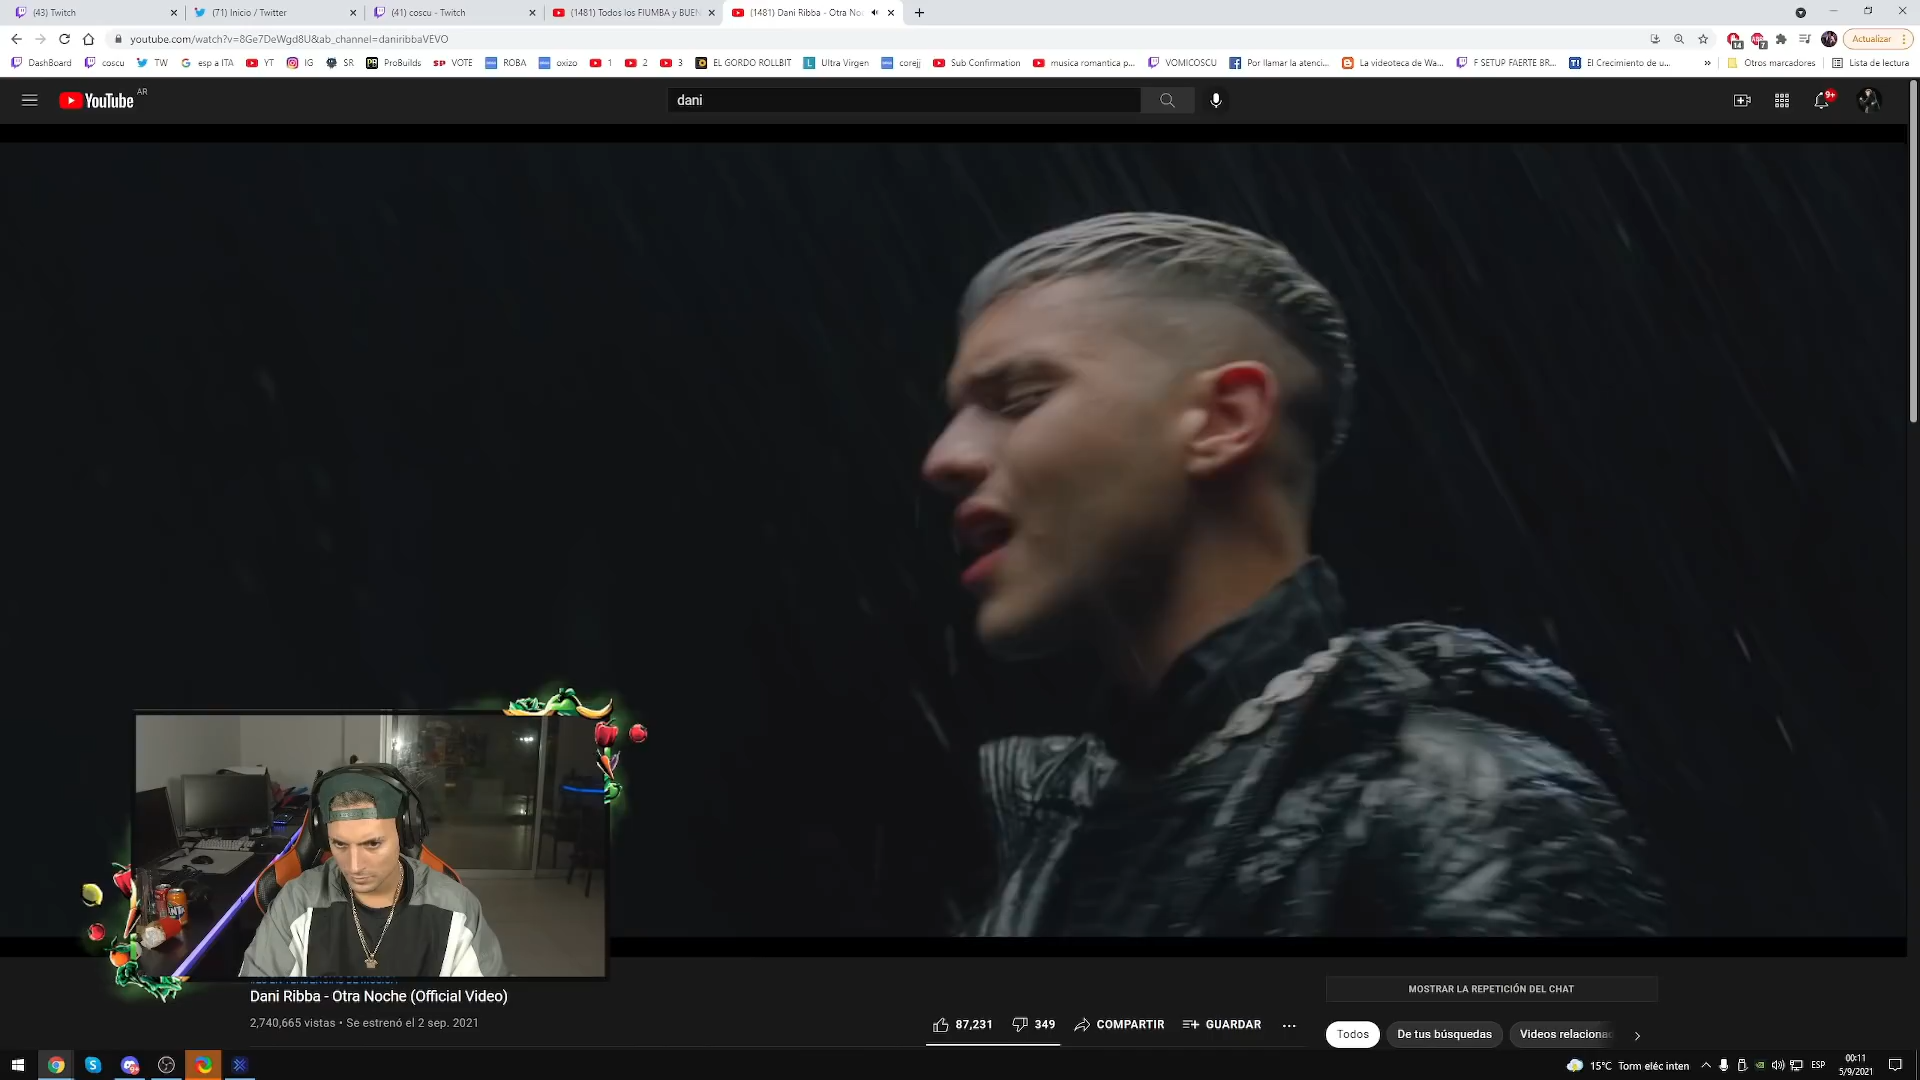 (43) Twitch
(71) Inicio / Twitter
(41) coscu - Twitch
(1481) Todos los FIUMBA y BUEN
(1481) Dani Ribba - Otra No
youtube.com/watch?v=8Ge7DeWgd8U&ab_channel=daniribbaVEVO
14
7
Actualizar
DashBoard
coscu
TW
esp a ITA
YT
IG
SR
ProBuilds
VOTE
ROBA
oxizo
1
2
3
EL GORDO ROLLBIT
Ultra Virgen
corejj
Sub Confirmation
musica romantica p...
VOMICOSCU
Por llamar la atenci...
La videoteca de Wa...
F SETUP FAERTE BR...
El Crecimiento de u...
»
Otros marcadores
Lista de lectura
YouTube AR
dani
9+
Dani Ribba - Otra Noche (Official Video)
2,740,665 vistas • Se estrenó el 2 sep. 2021
87,231
349
COMPARTIR
GUARDAR
MOSTRAR LA REPETICIÓN DEL CHAT
Todos
De tus búsquedas
Videos relaciona
15°C Torm eléc inten
ESP
00:11
5/9/2021